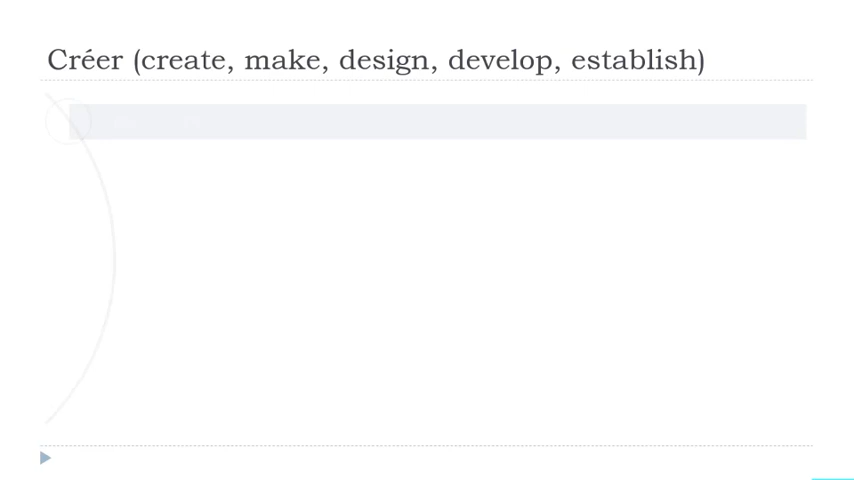 Créer (create, make, design, develop, establish)